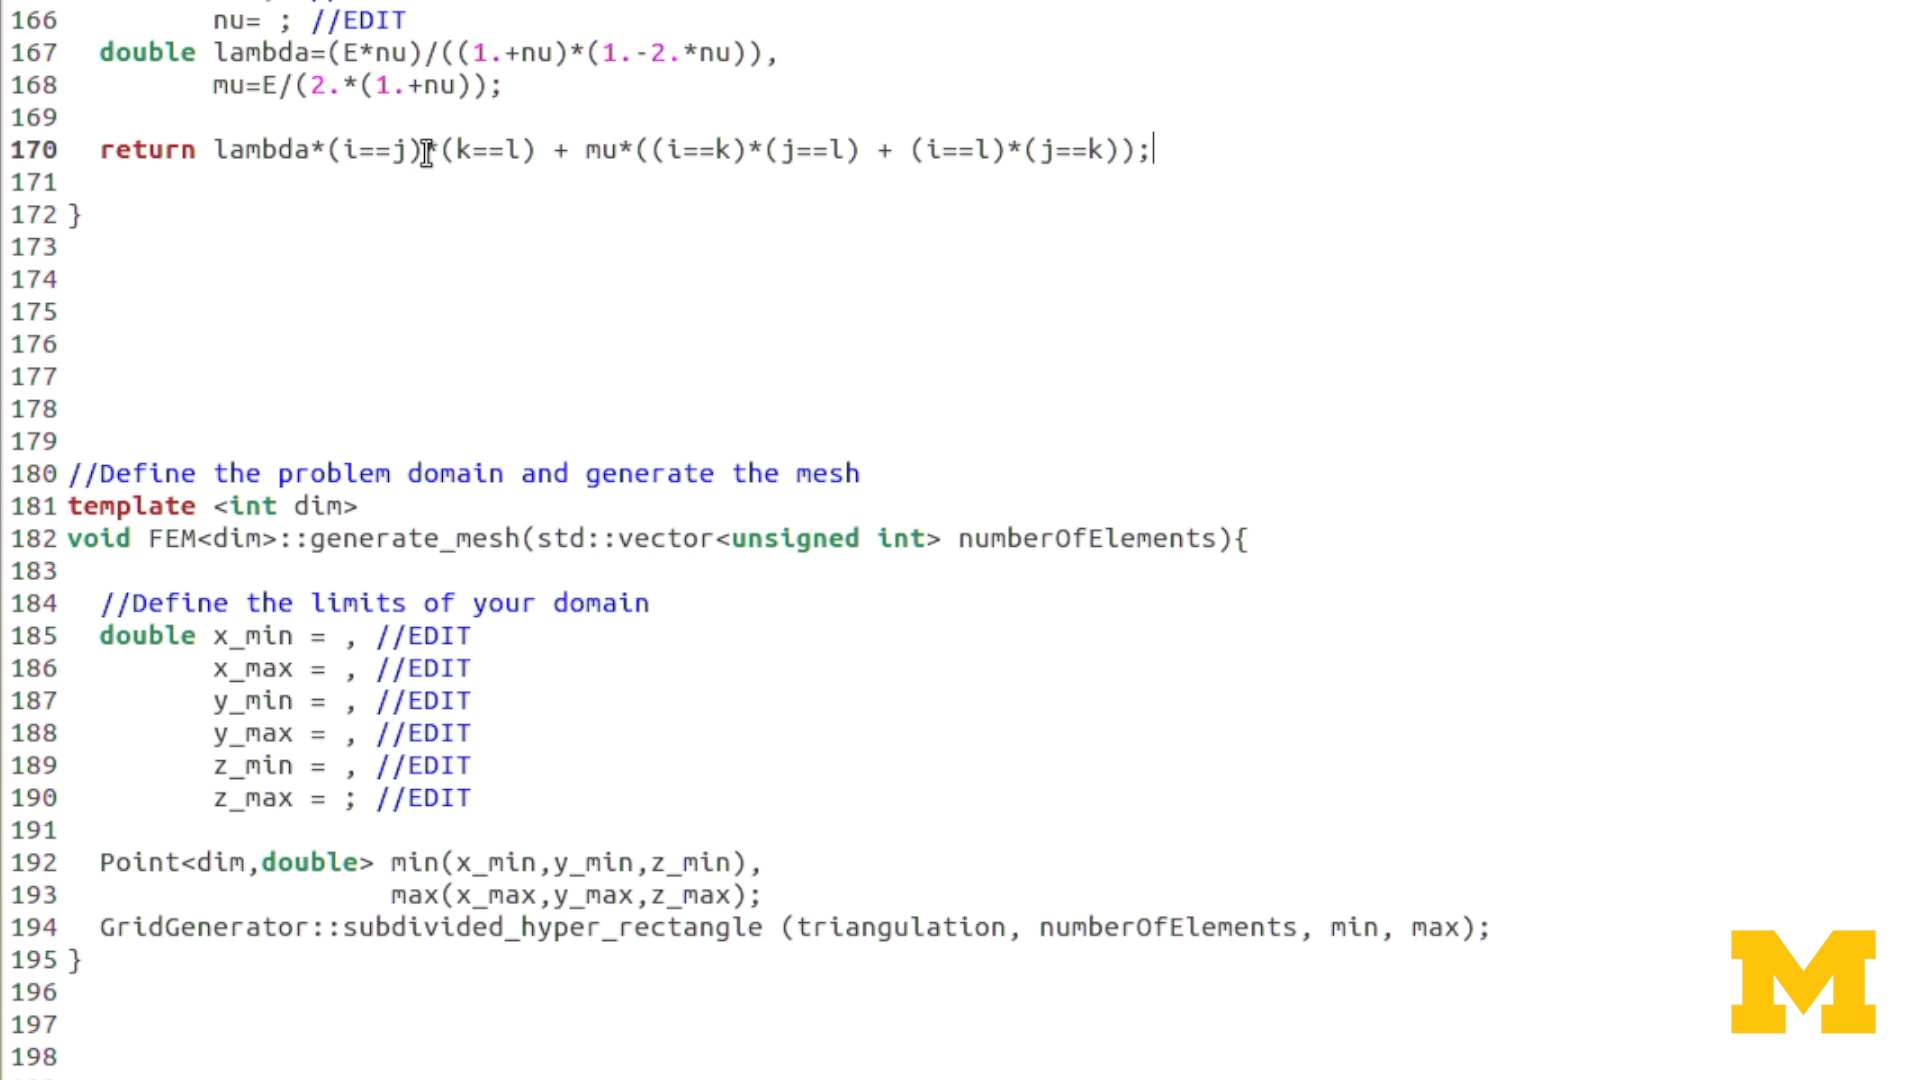 166 nu= ; //EDIT
167 double lambda=(E*nu)/((1.+nu)*(1.-2.*nu)),
168 mu=E/(2.*(1.+nu));
169
170 return lambda*(i==j)*(k==l) + mu*((i==k)*(j==l) + (i==l)*(j==k));
171
172 }
173
174
175
176
177
178
179
180 //Define the problem domain and generate the mesh
181 template <int dim>
182 void FEM<dim>::generate_mesh(std::vector<unsigned int> numberOfElements){
183
184 //Define the limits of your domain
185 double x_min = , //EDIT
186 x_max = , //EDIT
187 y_min = , //EDIT
188 y_max = , //EDIT
189 z_min = , //EDIT
190 z_max = ; //EDIT
191
192 Point<dim,double> min(x_min,y_min,z_min),
193 max(x_max,y_max,z_max);
194 GridGenerator::subdivided_hyper_rectangle (triangulation, numberOfElements, min, max);
195 }
196
197
198
M